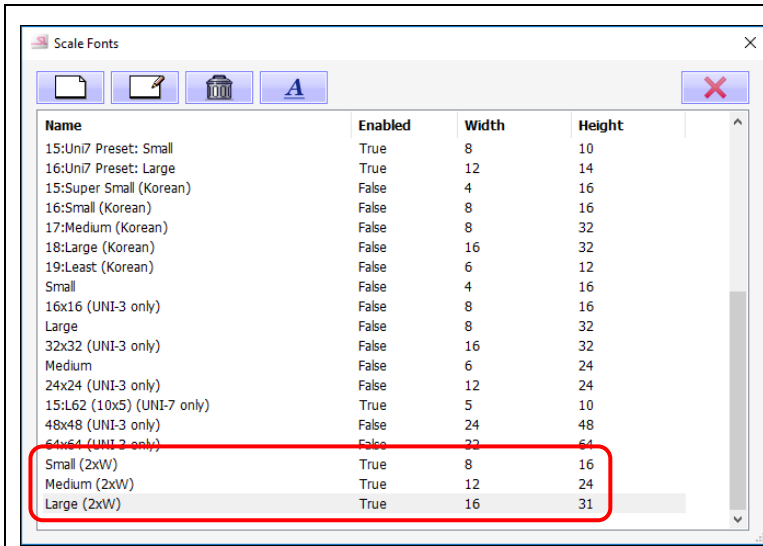 Scale Fonts
A
Name Enabled Width Height
15:Uni7 Preset: Small True 8 10
16:Uni7 Preset: Large True 12 14
15:Super Small (Korean) False 4 16
16:Small (Korean) False 8 16
17:Medium (Korean) False 8 32
18:Large (Korean) False 16 32
19:Least (Korean) False 6 12
Small False 4 16
16x16 (UNI-3 only) False 8 16
Large False 8 32
32x32 (UNI-3 only) False 16 32
Medium False 6 24
24x24 (UNI-3 only) False 12 24
15:L62 (10x5) (UNI-7 only) True 5 10
48x48 (UNI-3 only) False 24 48
64x64 (UNI-3 only) False 32 64
Small (2xW) True 8 16
Medium (2xW) True 12 24
Large (2xW) True 16 31